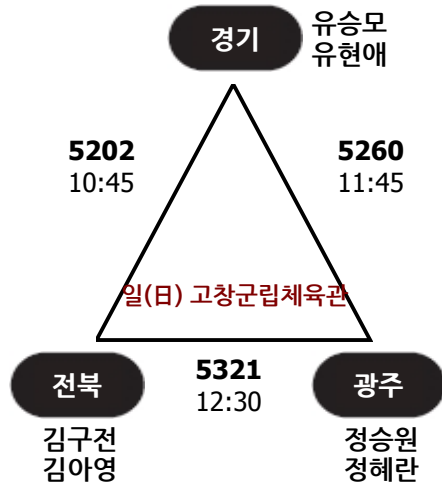 경기
유승모
유현애
5202
10:45
5260
11:45
일(日) 고창군립체육관
전북
5321
12:30
광주
김구전
김아영
정승원
정혜란